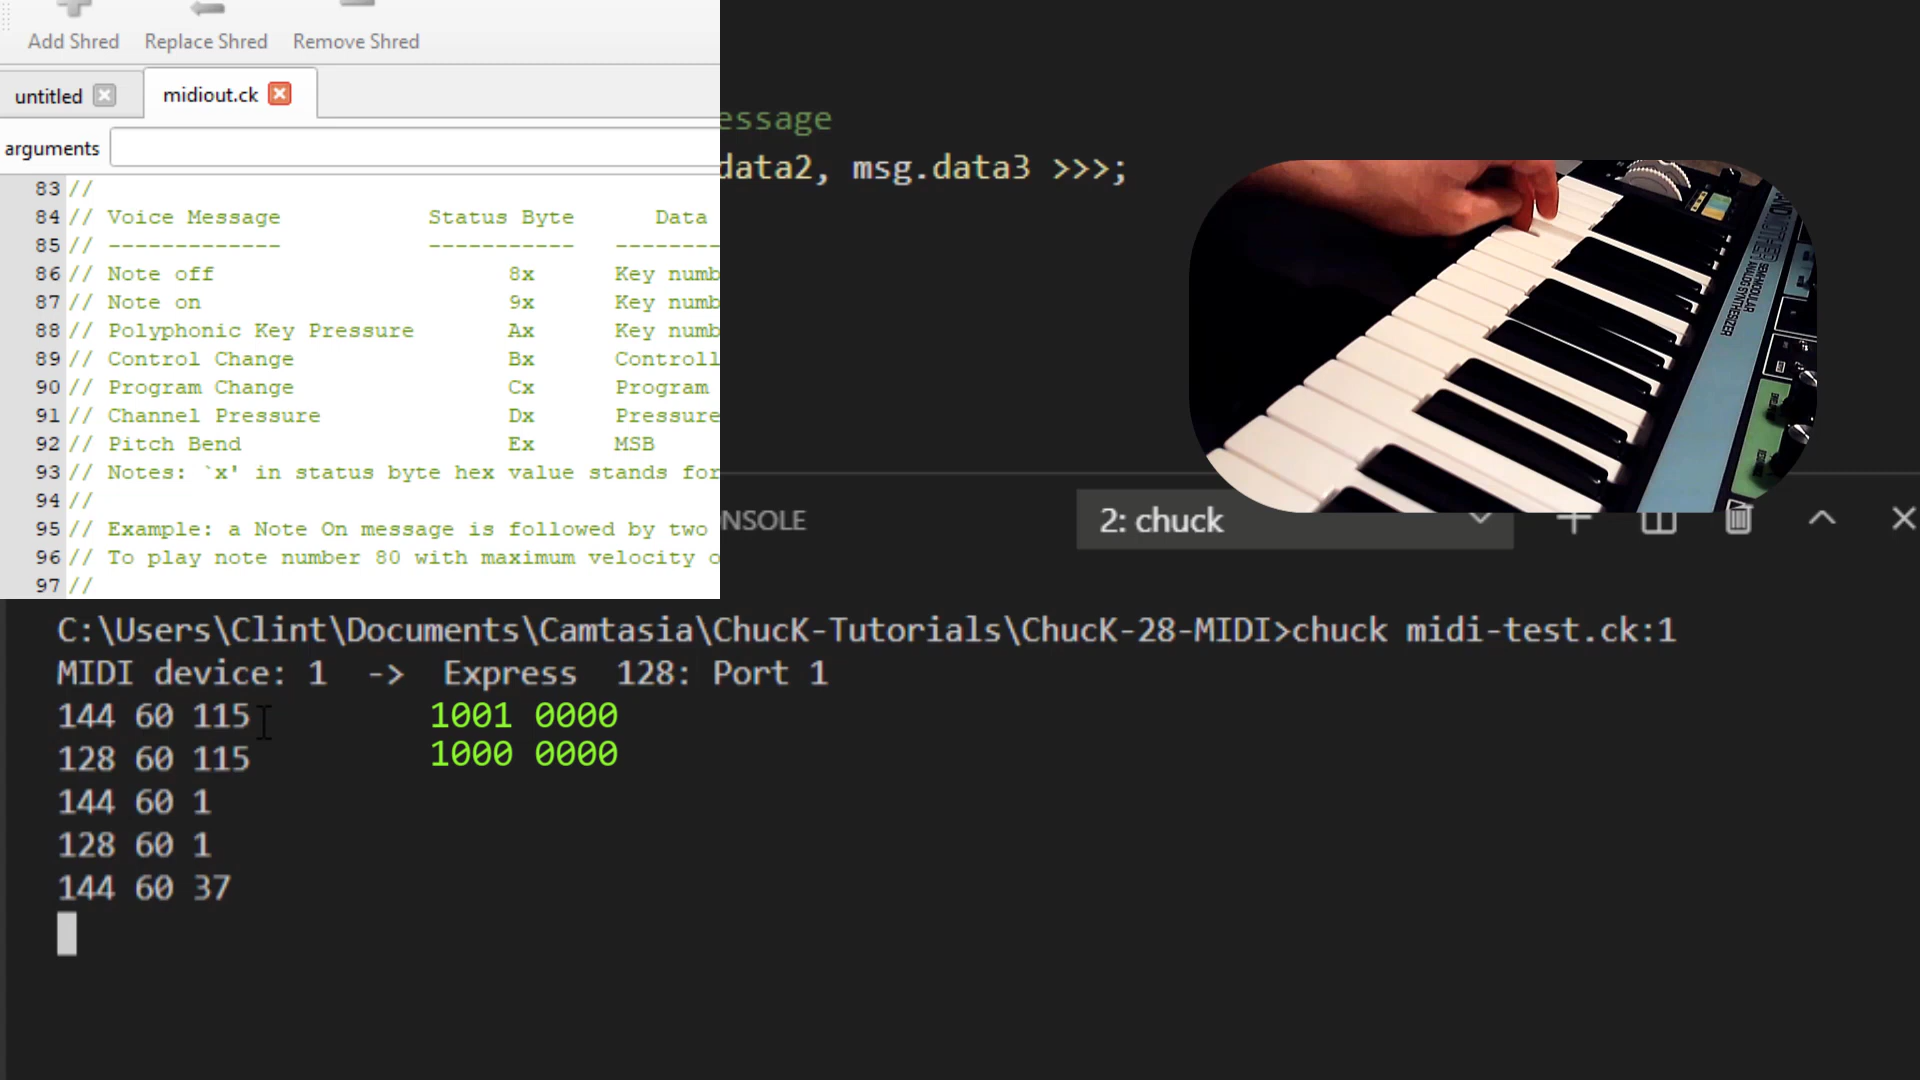 Add Shred Replace Shred Remove Shred
untitled midiout.ck
arguments
83 //
84 // Voice Message Status Byte Data
85 // ------------- ----------- --------
86 // Note off 8x Key numb
87 // Note on 9x Key numb
88 // Polyphonic Key Pressure Ax Key numb
89 // Control Change Bx Controll
90 // Program Change Cx Program
91 // Channel Pressure Dx Pressure
92 // Pitch Bend Ex MSB
93 // Notes: `x' in status byte hex value stands for
94 //
95 // Example: a Note On message is followed by two
96 // To play note number 80 with maximum velocity o
97 //
essage
data2, msg.data3 >>>;
SEMI-MODULAR
ANALOG SYNTHESIZER
NSOLE 2: chuck
C:\Users\Clint\Documents\Camtasia\ChucK-Tutorials\ChucK-28-MIDI>chuck midi-test.ck:1
MIDI device: 1 -> Express 128: Port 1
144 60 115 1001 0000
128 60 115 1000 0000
144 60 1
128 60 1
144 60 37